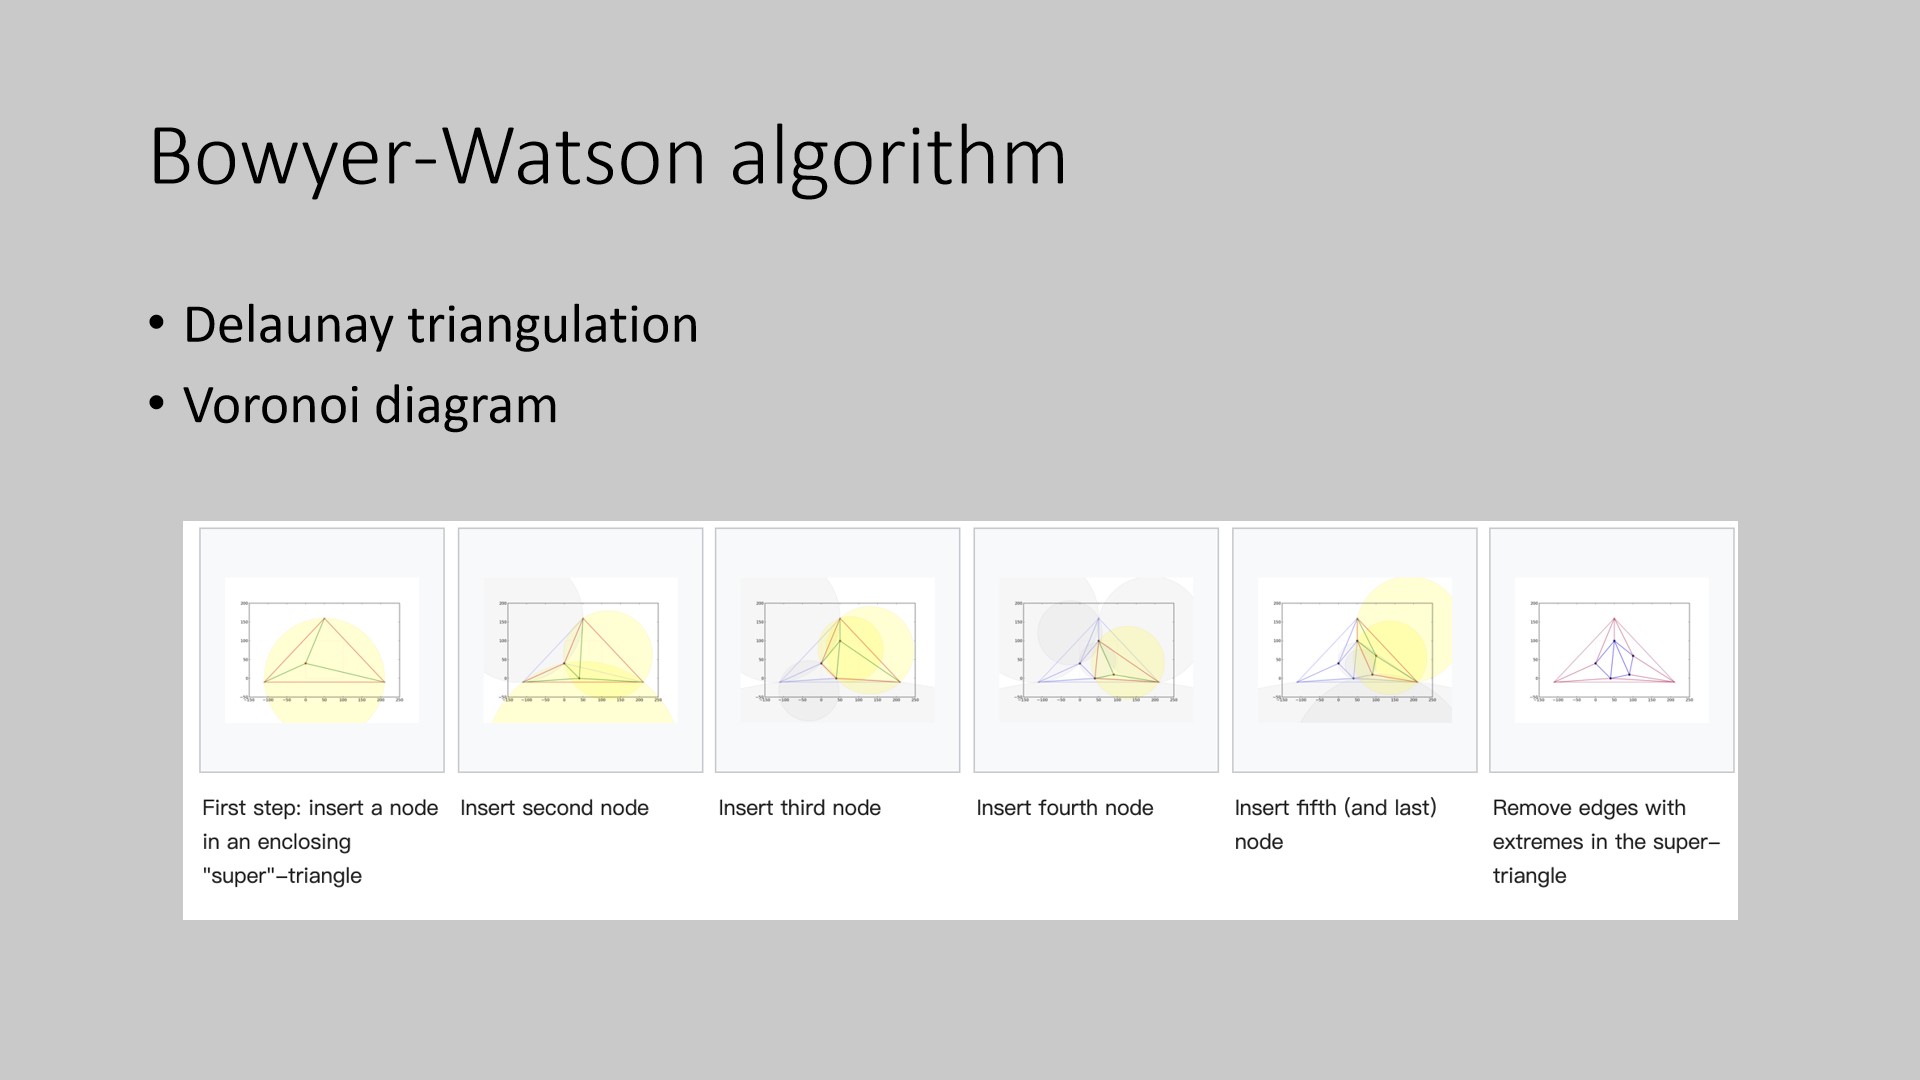 Bowyer-Watson algorithm
• Delaunay triangulation
• Voronoi diagram
First step: insert a node
in an enclosing
"super"-triangle
Insert second node
Insert third node
Insert fourth node
Insert fifth (and last)
node
Remove edges with
extremes in the super-
triangle